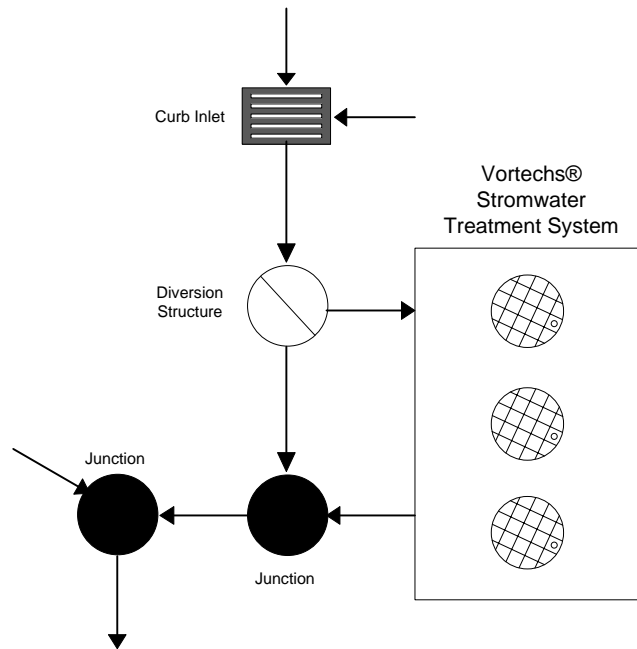 Curb Inlet
Vortechs®
Stromwater
Treatment System
Diversion
Structure
Junction
Junction